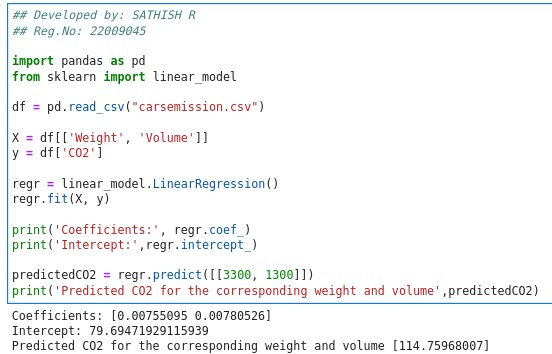 ## Developed by: SATHISH R
## Reg.No: 22009045
import pandas as pd
from sklearn import linear_model
df = pd.read_csv("carsemission.csv")
X = df[['Weight', 'Volume']]
y = df['CO2']
regr = linear_model.LinearRegression()
regr.fit(X, y)
print('Coefficients:', regr.coef_)
print('Intercept:',regr.intercept_)
predictedCO2 = regr.predict([[3300, 1300]])
print('Predicted CO2 for the corresponding weight and volume',predictedCO2)
Coefficients: [0.00755095 0.00780526]
Intercept: 79.69471929115939
Predicted CO2 for the corresponding weight and volume [114.75968007]